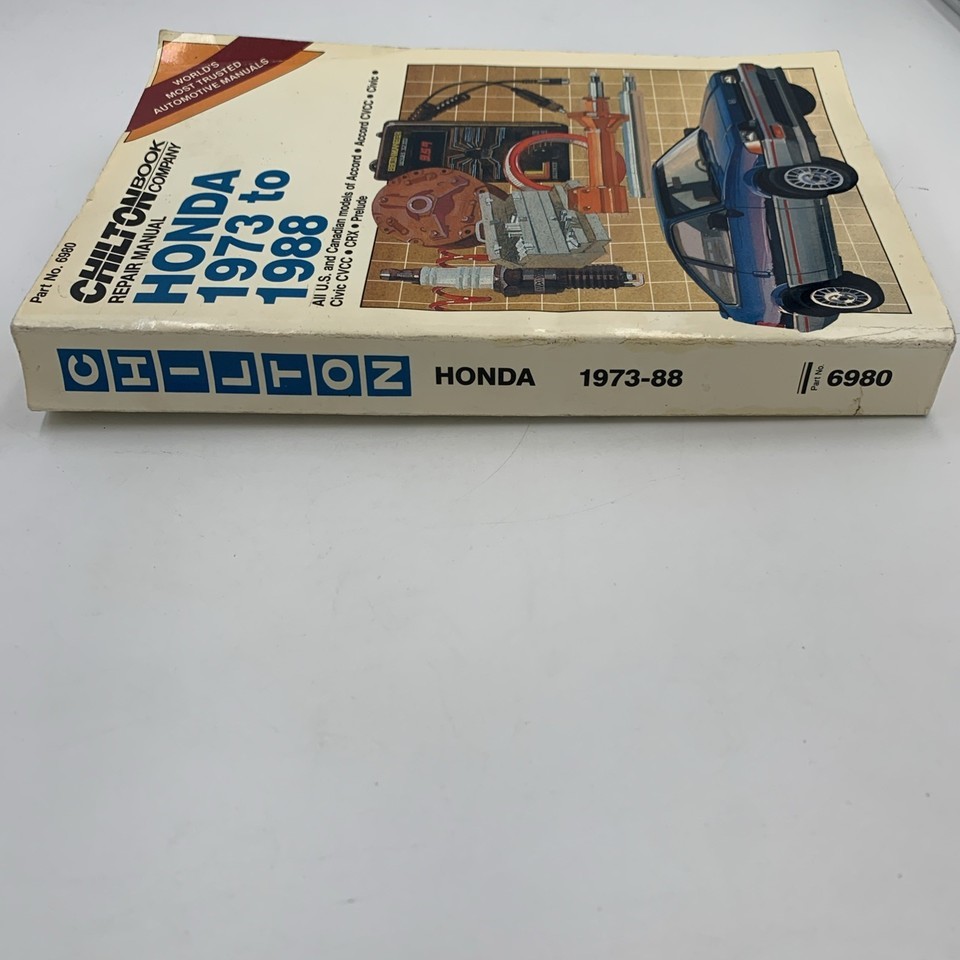 WORLD'S
MOST TRUSTED
AUTOMOTIVE MANUALS
Part No. 6980
CHILTON BOOK
COMPANY
REPAIR MANUAL
HONDA
1973 to
1988
All U.S. and Canadian models of Accord • Accord CVCC • Civic •
Civic CVCC • CRX • Prelude
CHILTON HONDA 1973-88 Part No. 6980